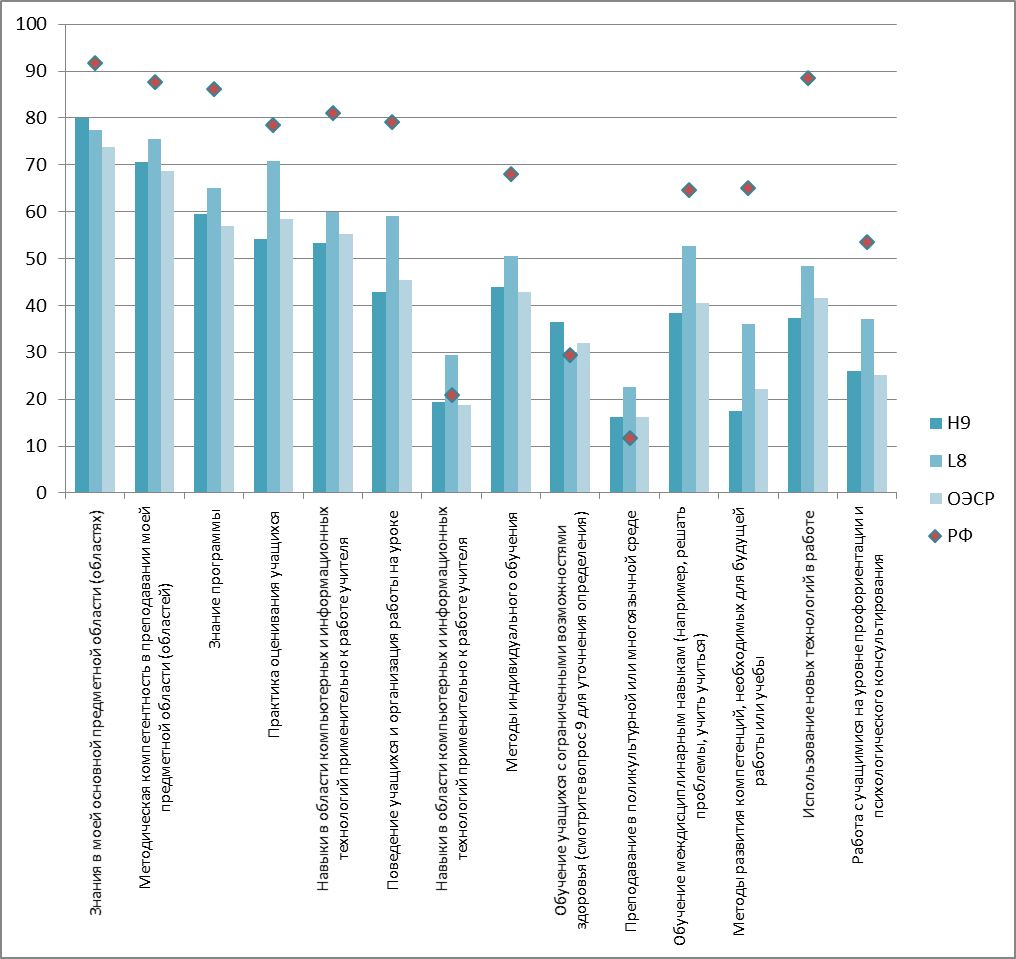 100
90
80
70
60
50
40
30
20
10
0
H9
L8
ОЭСР
РФ
Знания в моей основной предметной области (областях)
Методическая компетентность в преподавании моей
предметной области (областей)
Знание программы
Практика оценивания учащихся
Навыки в области компьютерных и информационных
технологий применительно к работе учителя
Поведение учащихся и организация работы на уроке
Навыки в области компьютерных и информационных
технологий применительно к работе учителя
Методы индивидуального обучения
Обучение учащихся с ограниченными возможностями
здоровья (смотрите вопрос 9 для уточнения определения)
Преподавание в поликультурной или многоязычной среде
Обучение междисциплинарным навыкам (например, решать
проблемы, учить учиться)
Методы развития компетенций, необходимых для будущей
работы или учебы
Использование новых технологий в работе
Работа с учащимися на уровне профориентации и
психологического консультирования